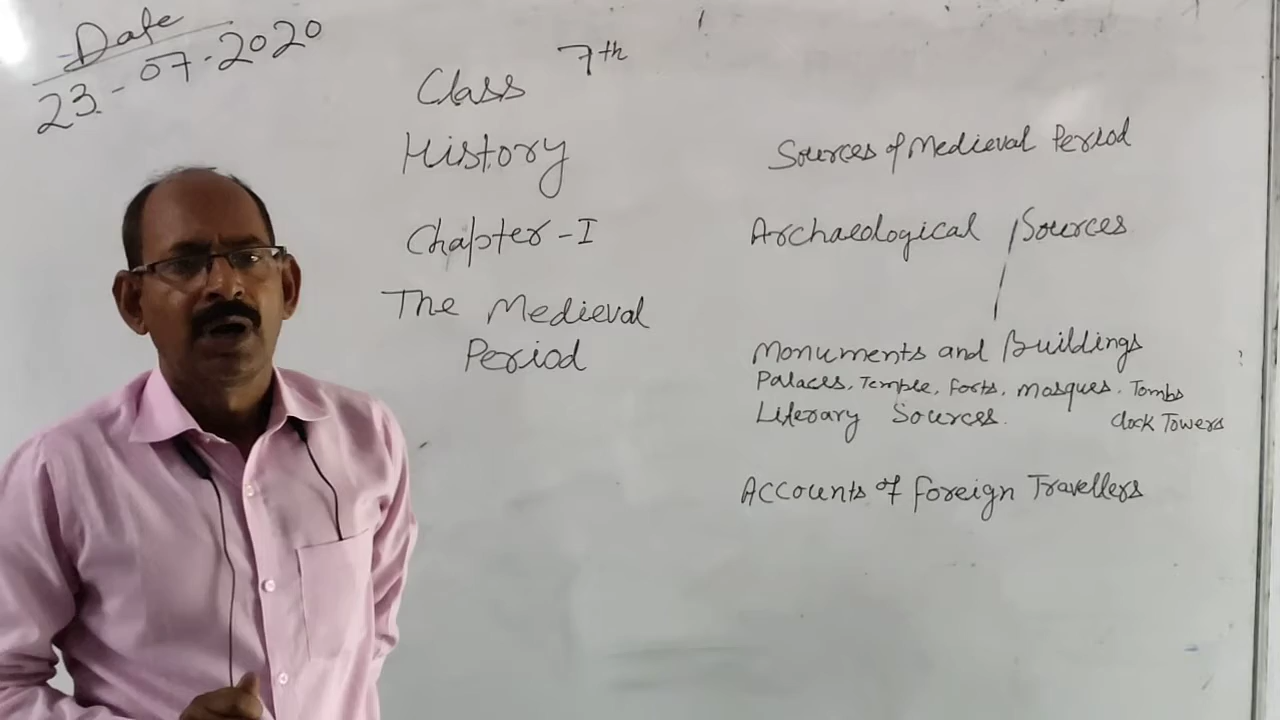 Date
23-07-2020
Class 7th
History
Chapter-I
The Medieval
Period
Sources of Medieval Period
Archaeological Sources
Monuments and Buildings
Palaces, Temple, Forts, Mosques, Tombs
Clock Towers
Literary Sources.
Accounts of Foreign Travellers